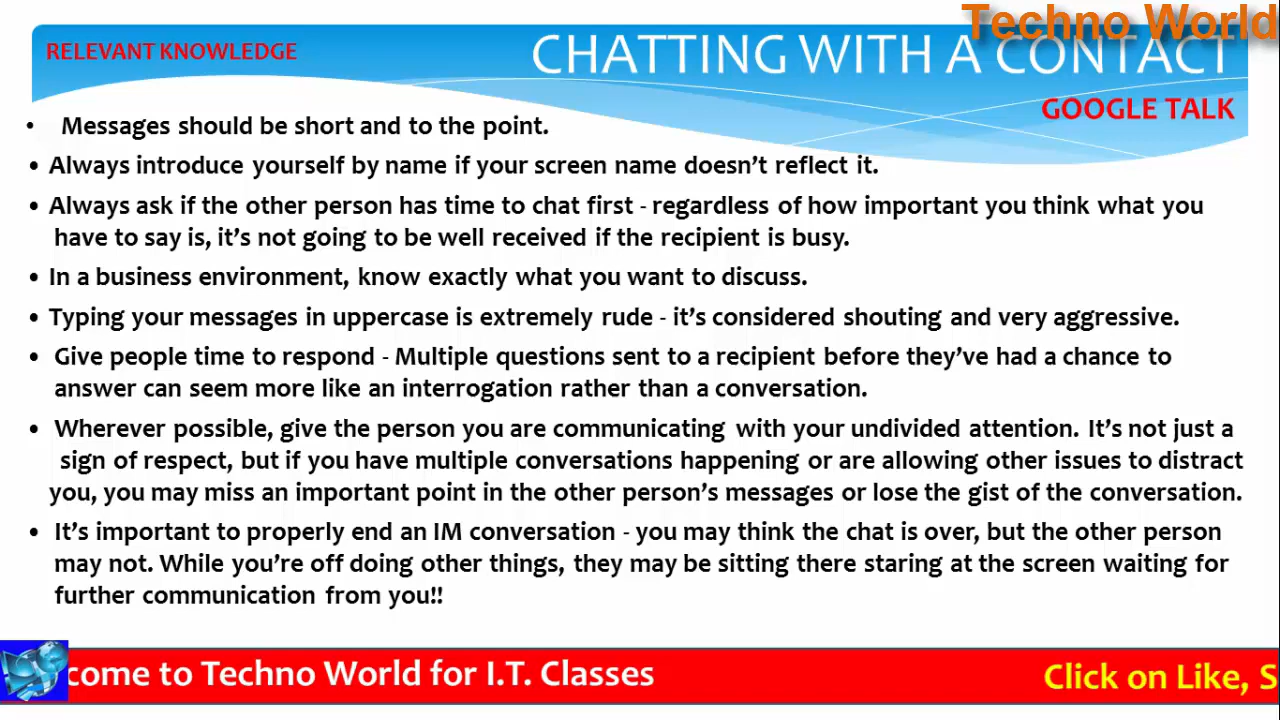 Techno World
RELEVANT KNOWLEDGE
CHATTING WITH A CONTACT
GOOGLE TALK
• Messages should be short and to the point.
• Always introduce yourself by name if your screen name doesn’t reflect it.
• Always ask if the other person has time to chat first - regardless of how important you think what you
have to say is, it’s not going to be well received if the recipient is busy.
• In a business environment, know exactly what you want to discuss.
• Typing your messages in uppercase is extremely rude - it’s considered shouting and very aggressive.
• Give people time to respond - Multiple questions sent to a recipient before they’ve had a chance to
answer can seem more like an interrogation rather than a conversation.
• Wherever possible, give the person you are communicating with your undivided attention. It’s not just a
sign of respect, but if you have multiple conversations happening or are allowing other issues to distract
you, you may miss an important point in the other person’s messages or lose the gist of the conversation.
• It’s important to properly end an IM conversation - you may think the chat is over, but the other person
may not. While you’re off doing other things, they may be sitting there staring at the screen waiting for
further communication from you!!
come to Techno World for I.T. Classes
Click on Like, S